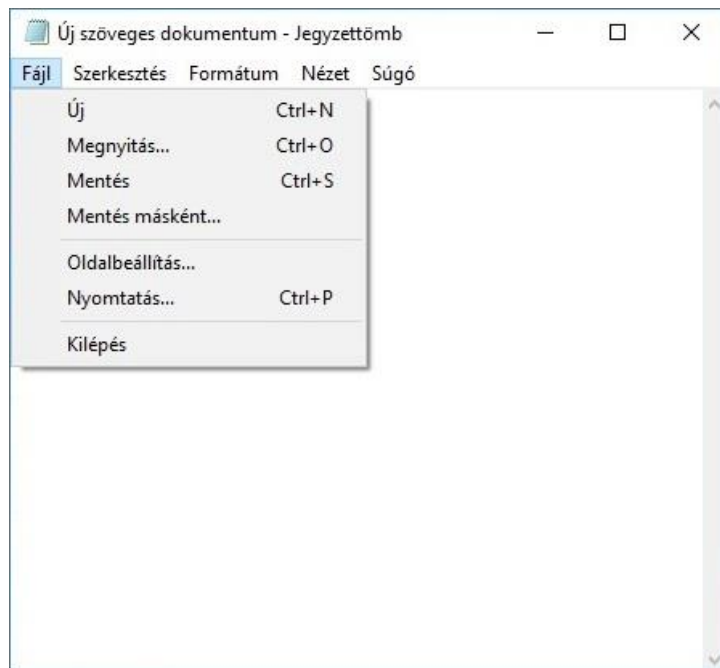 Új szöveges dokumentum - Jegyzettömb
Fájl Szerkesztés Formátum Nézet Súgó
Új Ctrl+N
Megnyitás... Ctrl+O
Mentés Ctrl+S
Mentés másként...
Oldalbeállítás...
Nyomtatás... Ctrl+P
Kilépés